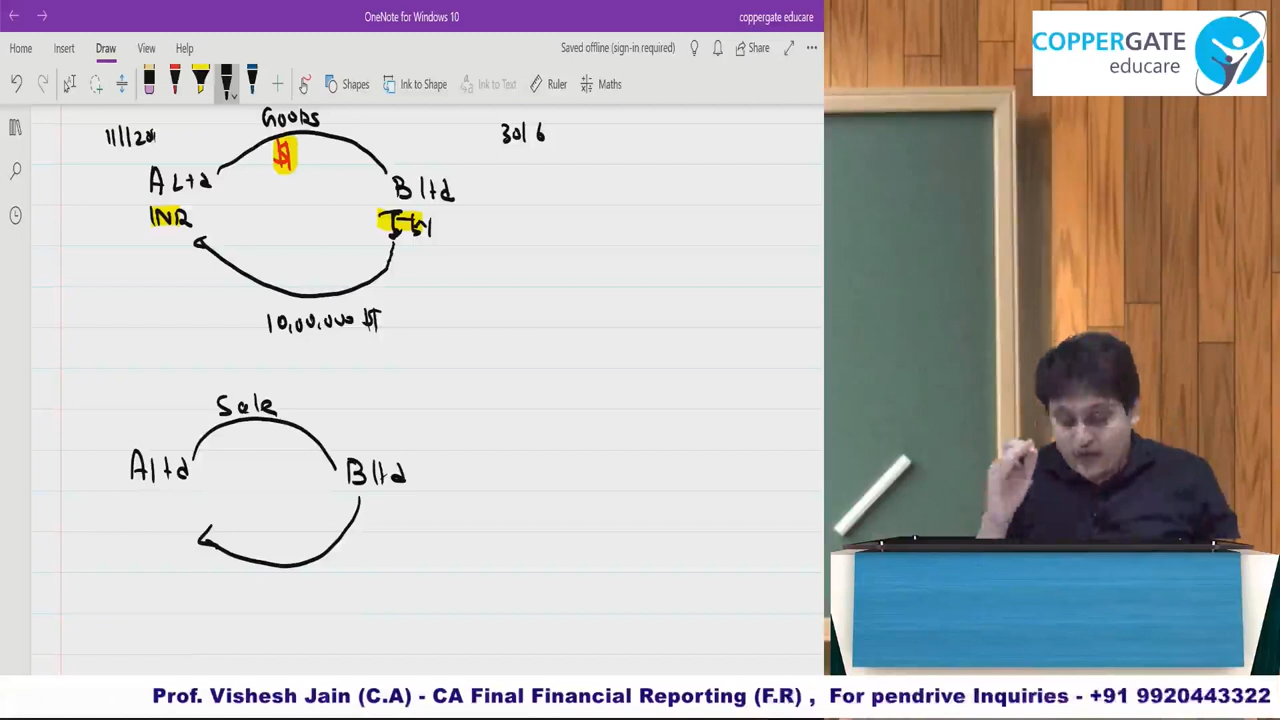 OneNote for Windows 10
coppergate educare
Home Insert Draw View Help
Saved offline (sign-in required)
Share
Shapes
Ink to Shape
Ink to Text
Ruler
Maths
COPPERGATE
educare
Goods
30/6
$
A Ltd
B ltd
INR
10,00,000 $
Sale
A ltd
B ltd
Prof. Vishesh Jain (C.A) - CA Final Financial Reporting (F.R) , For pendrive Inquiries - +91 9920443322